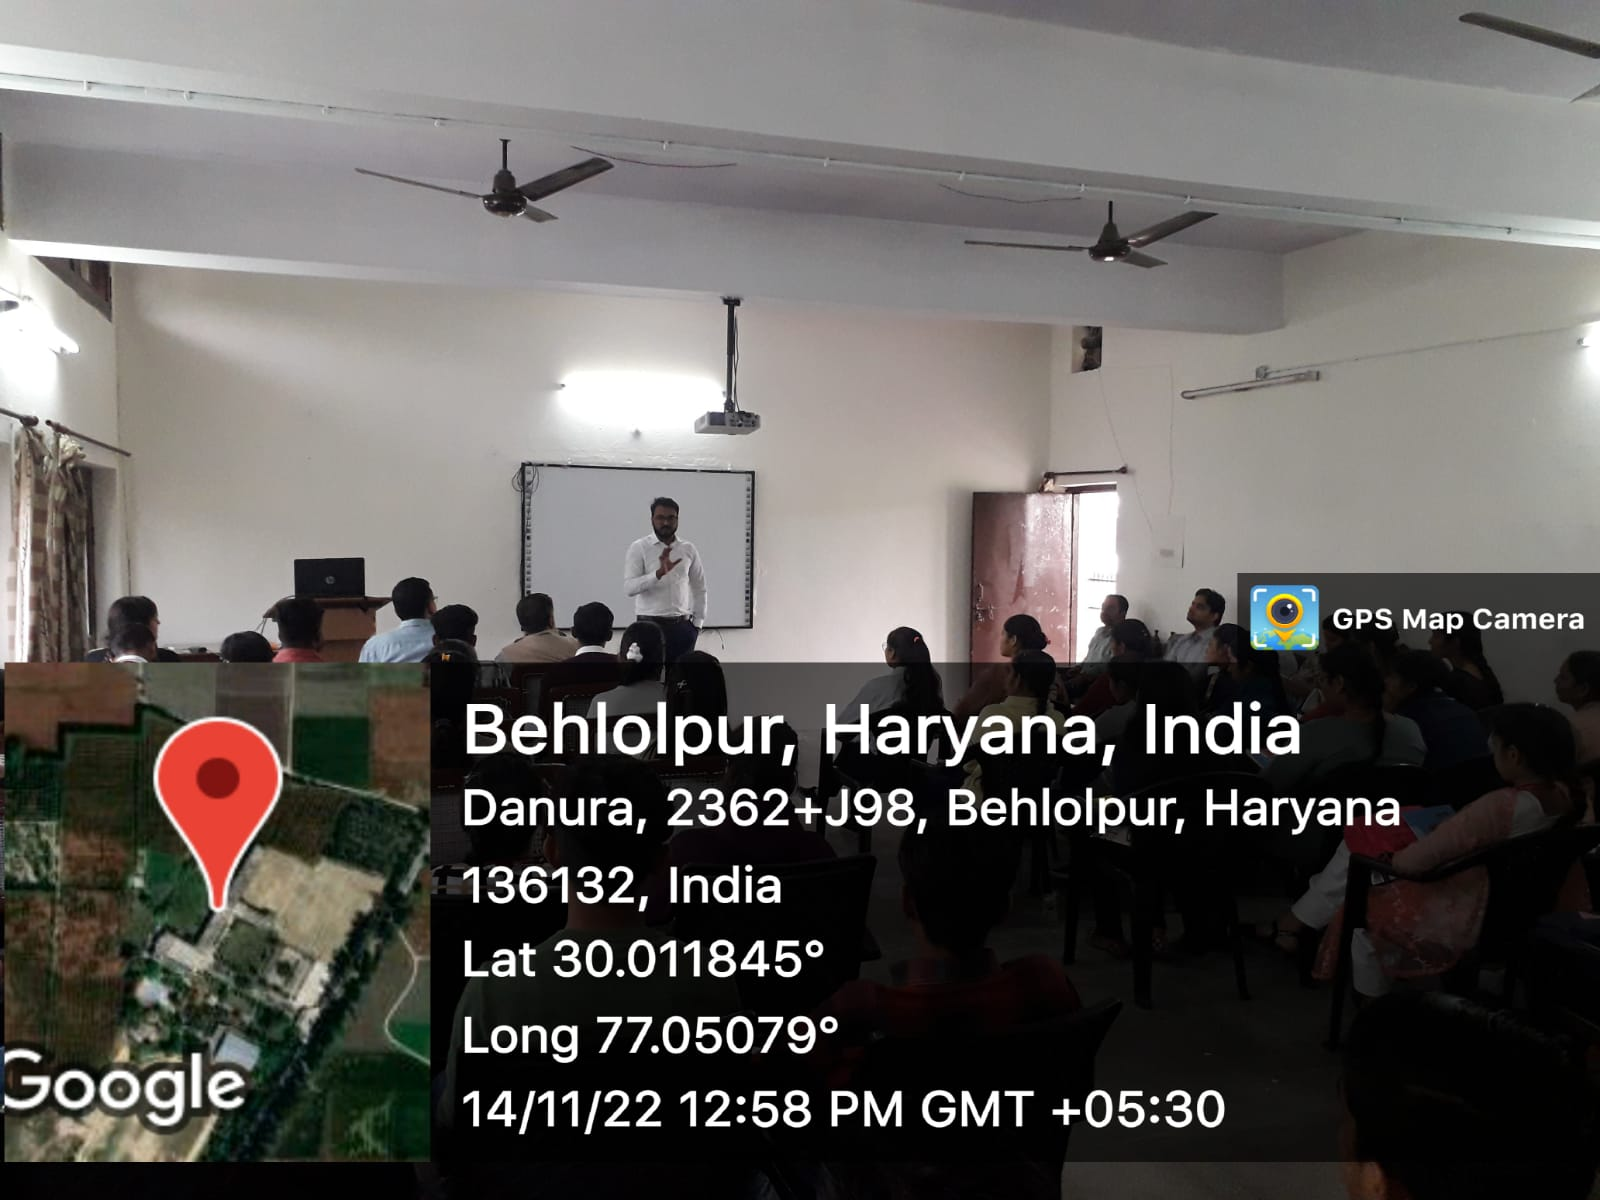 GPS Map Camera
Behlolpur, Haryana, India
Danura, 2362+J98, Behlolpur, Haryana
136132, India
Lat 30.011845°
Long 77.05079°
14/11/22 12:58 PM GMT +05:30
Google